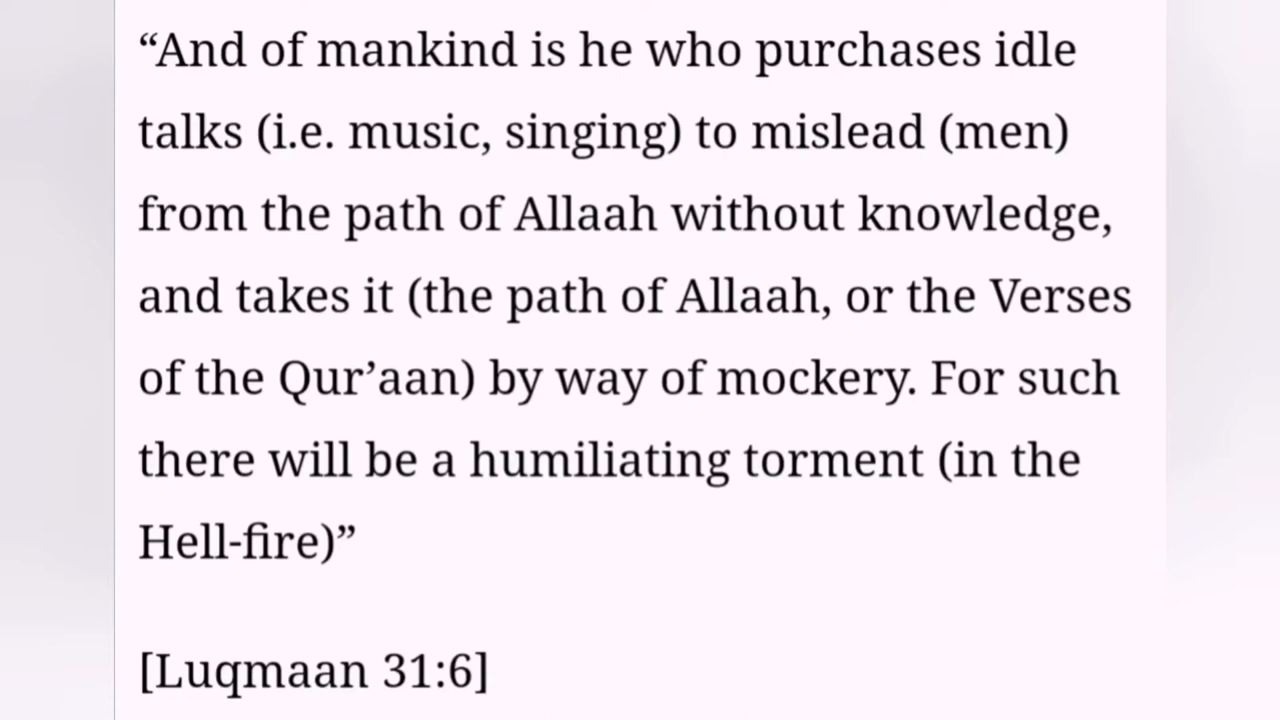 “And of mankind is he who purchases idle
talks (i.e. music, singing) to mislead (men)
from the path of Allaah without knowledge,
and takes it (the path of Allaah, or the Verses
of the Qur’aan) by way of mockery. For such
there will be a humiliating torment (in the
Hell-fire)”
[Luqmaan 31:6]